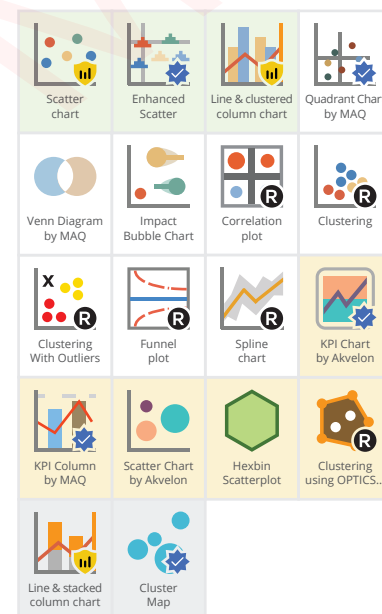 Scatter
chart
Enhanced
Scatter
Line & clustered
column chart
Quadrant Char
by MAQ
Venn Diagram
by MAQ
Impact
Bubble Chart
R
Correlation
plot
R
Clustering
X
R
Clustering
With Outliers
R
Funnel
plot
R
Spline
chart
KPI Chart
by Akvelon
KPI Column
by MAQ
Scatter Chart
by Akvelon
Hexbin
Scatterplot
R
Clustering
using OPTICS..
Line & stacked
column chart
Cluster
Map